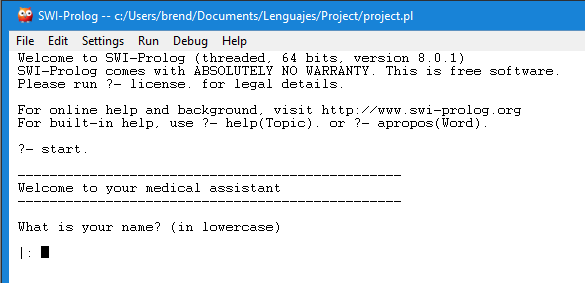 SWI-Prolog -- c:/Users/brend/Documents/Lenguajes/Project/project.pl
File Edit Settings Run Debug Help
Welcome to SWI-Prolog (threaded, 64 bits, version 8.0.1)
SWI-Prolog comes with ABSOLUTELY NO WARRANTY. This is free software.
Please run ?- license. for legal details.
For online help and background, visit http://www.swi-prolog.org
For built-in help, use ?- help(Topic). or ?- apropos(Word).
?- start.
------------------------------------------------
Welcome to your medical assistant
------------------------------------------------
What is your name? (in lowercase)
|: